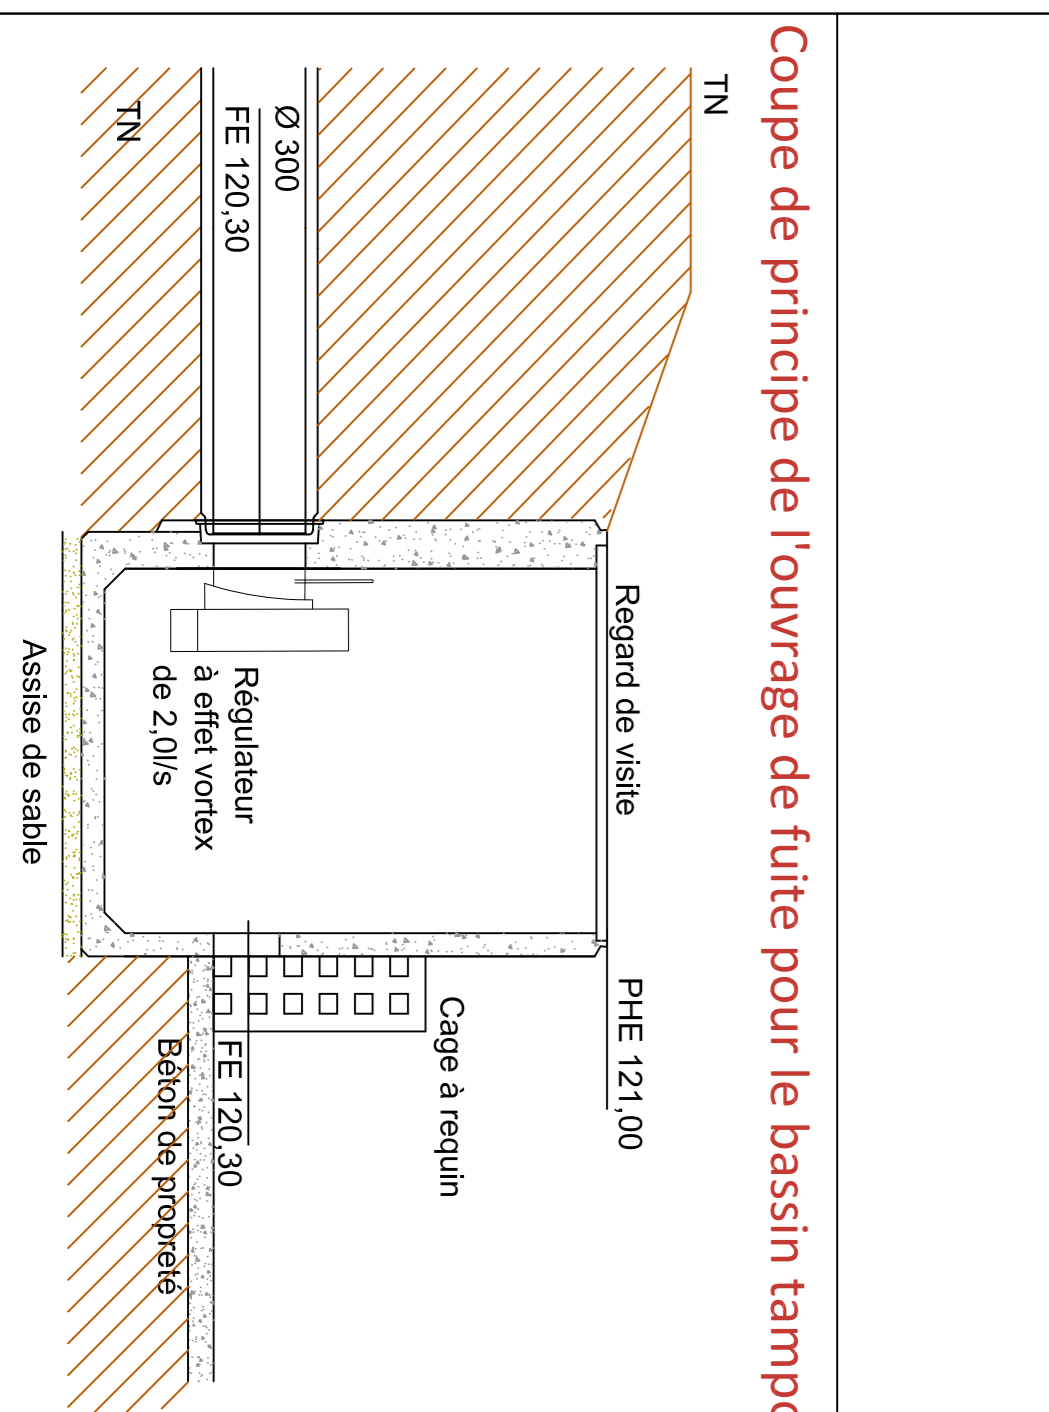 Coupe de principe de l'ouvrage de fuite pour le bassin tampo
TN
Regard de visite
PHE 121,00
Cage à requin
Ø 300
FE 120,30
Régulateur
à effet vortex
de 2,0l/s
FE 120,30
TN
Béton de propreté
Assise de sable